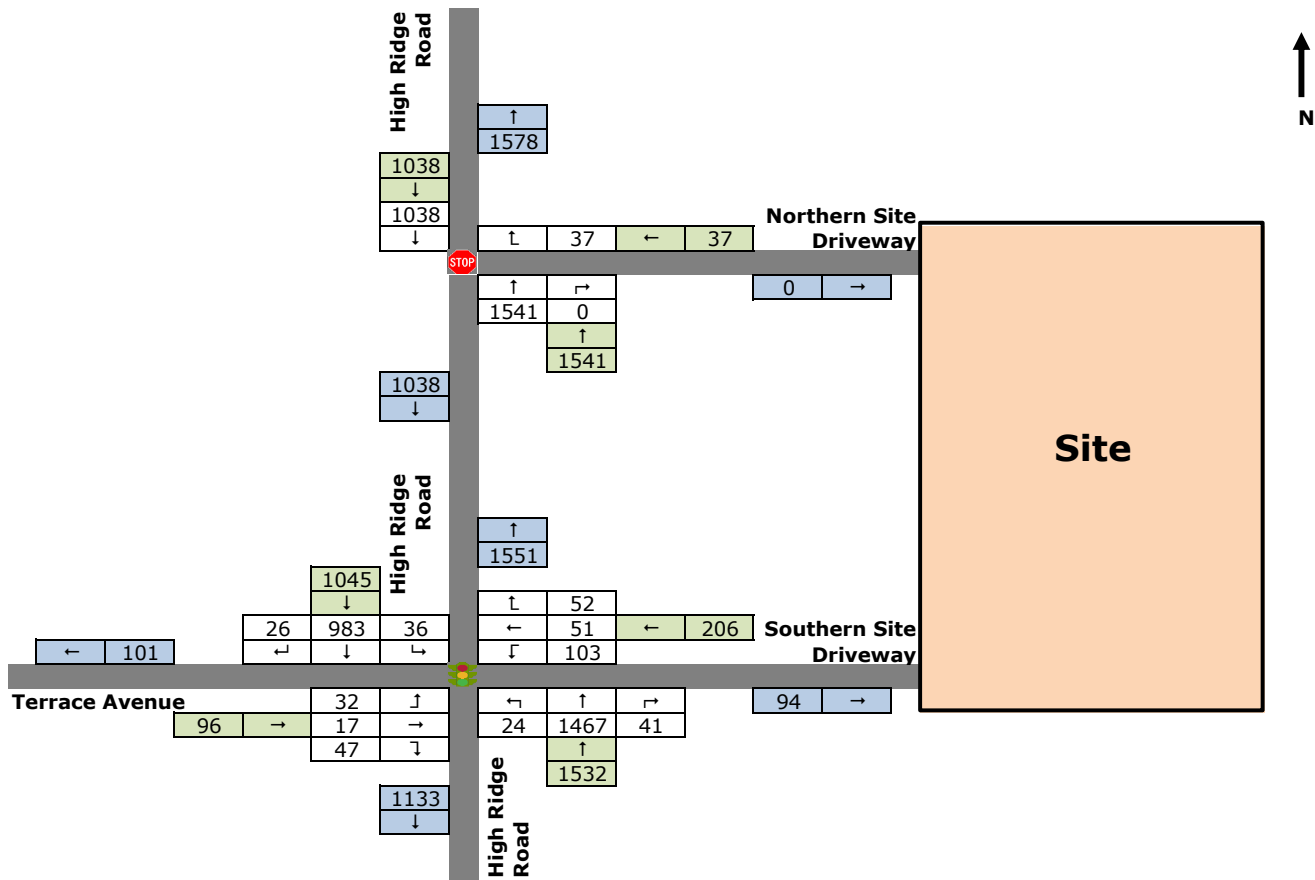 High Ridge
Road
↑
1578
N
1038
↓
1038
↓
Northern Site
Driveway
↰ 37 ← 37
STOP
0 →
↑ ↱
1541 0
↑
1541
1038
↓
Site
High Ridge
Road
↑
1551
1045
↓
26 983 36
↵ ↓ ↳
52
← 51 ← 206
103
Southern Site
Driveway
← 101
Terrace Avenue
32
96 → 17 →
47
↰ ↑ ↱
24 1467 41
↑
1532
94 →
1133
↓
High Ridge
Road